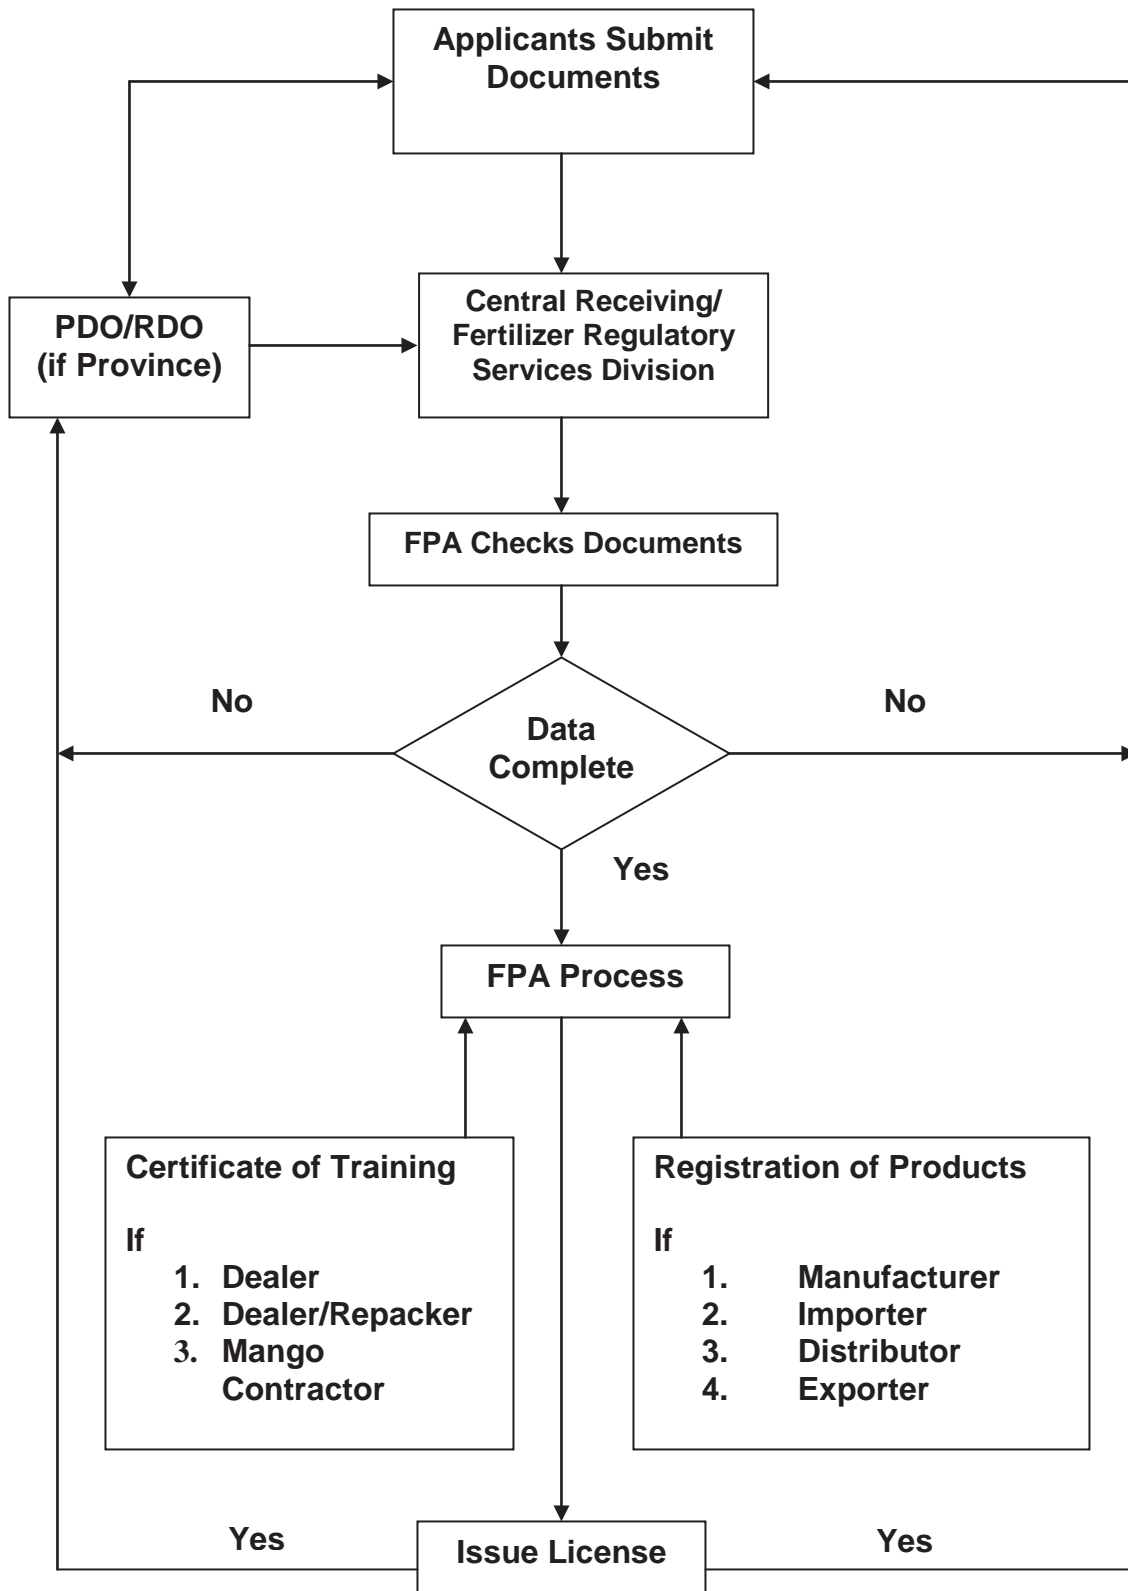 Applicants Submit
Documents
PDO/RDO
(if Province)
Central Receiving/
Fertilizer Regulatory
Services Division
FPA Checks Documents
No
No
Data
Complete
Yes
FPA Process
Certificate of Training
If
1. Dealer
2. Dealer/Repacker
3. Mango
Contractor
Registration of Products
If
1. Manufacturer
2. Importer
3. Distributor
4. Exporter
Yes
Issue License
Yes